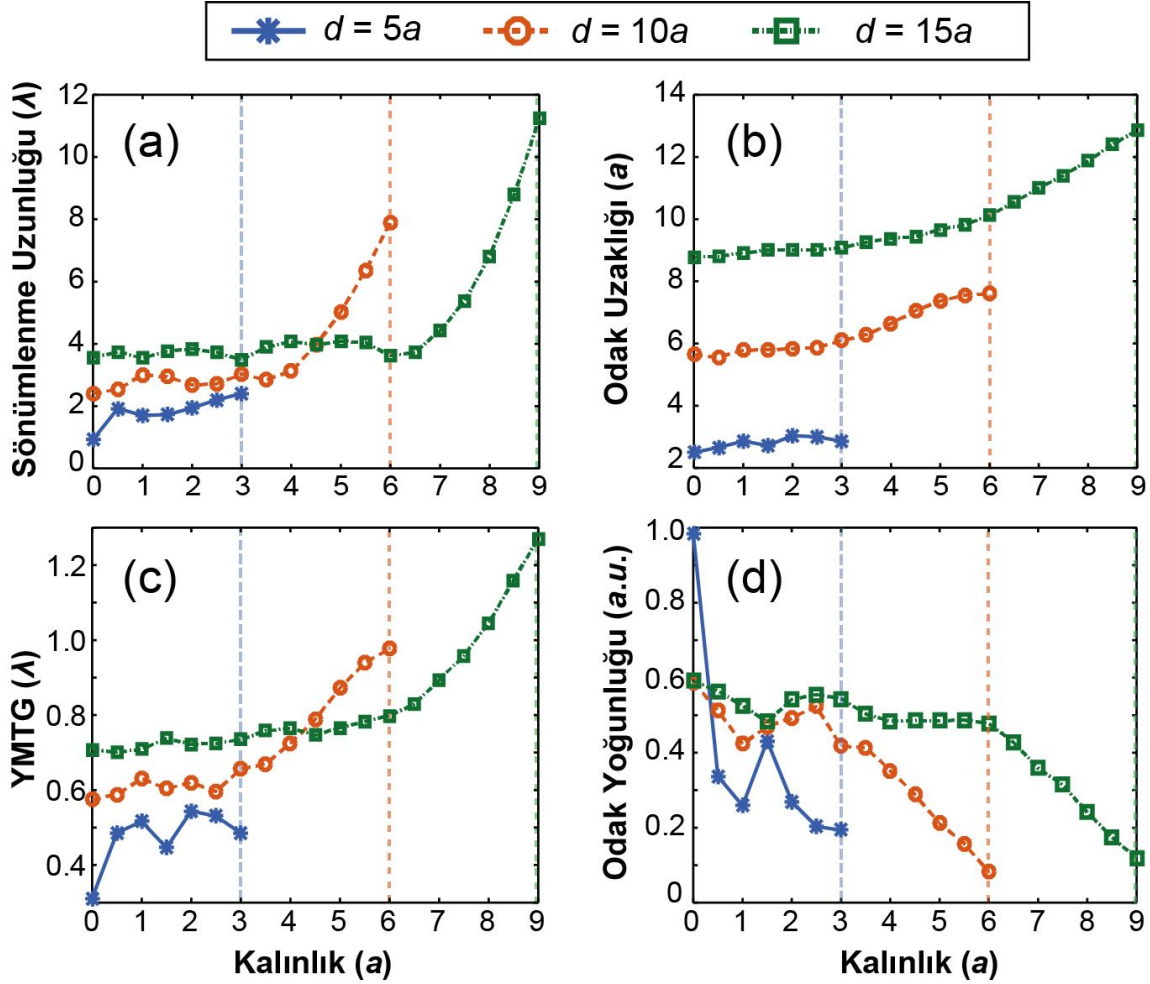 d = 5a   d = 10a   d = 15a
(a)
Sönümlenme Uzunluğu (λ)
12
10
8
6
4
2
0
0 1 2 3 4 5 6 7 8 9
(b)
Odak Uzaklığı (a)
14
12
10
8
6
4
2
0 1 2 3 4 5 6 7 8 9
(c)
YMTG (λ)
1.2
1.0
0.8
0.6
0.4
0 1 2 3 4 5 6 7 8 9
Kalınlık (a)
(d)
Odak Yoğunluğu (a.u.)
1.0
0.8
0.6
0.4
0.2
0
0 1 2 3 4 5 6 7 8 9
Kalınlık (a)